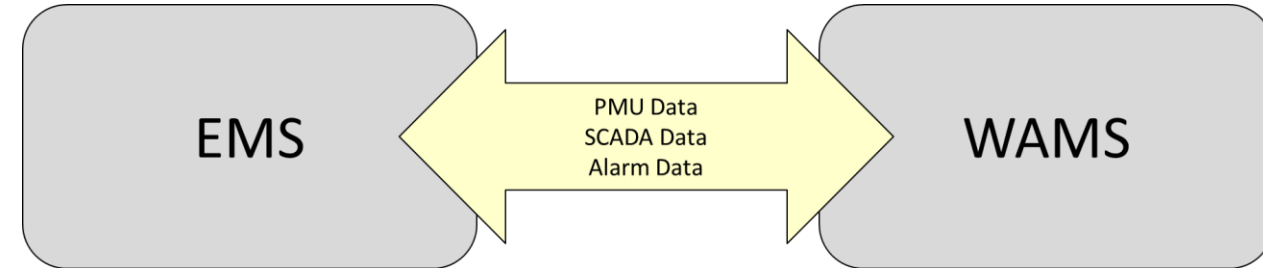 EMS
PMU Data
SCADA Data
Alarm Data
WAMS